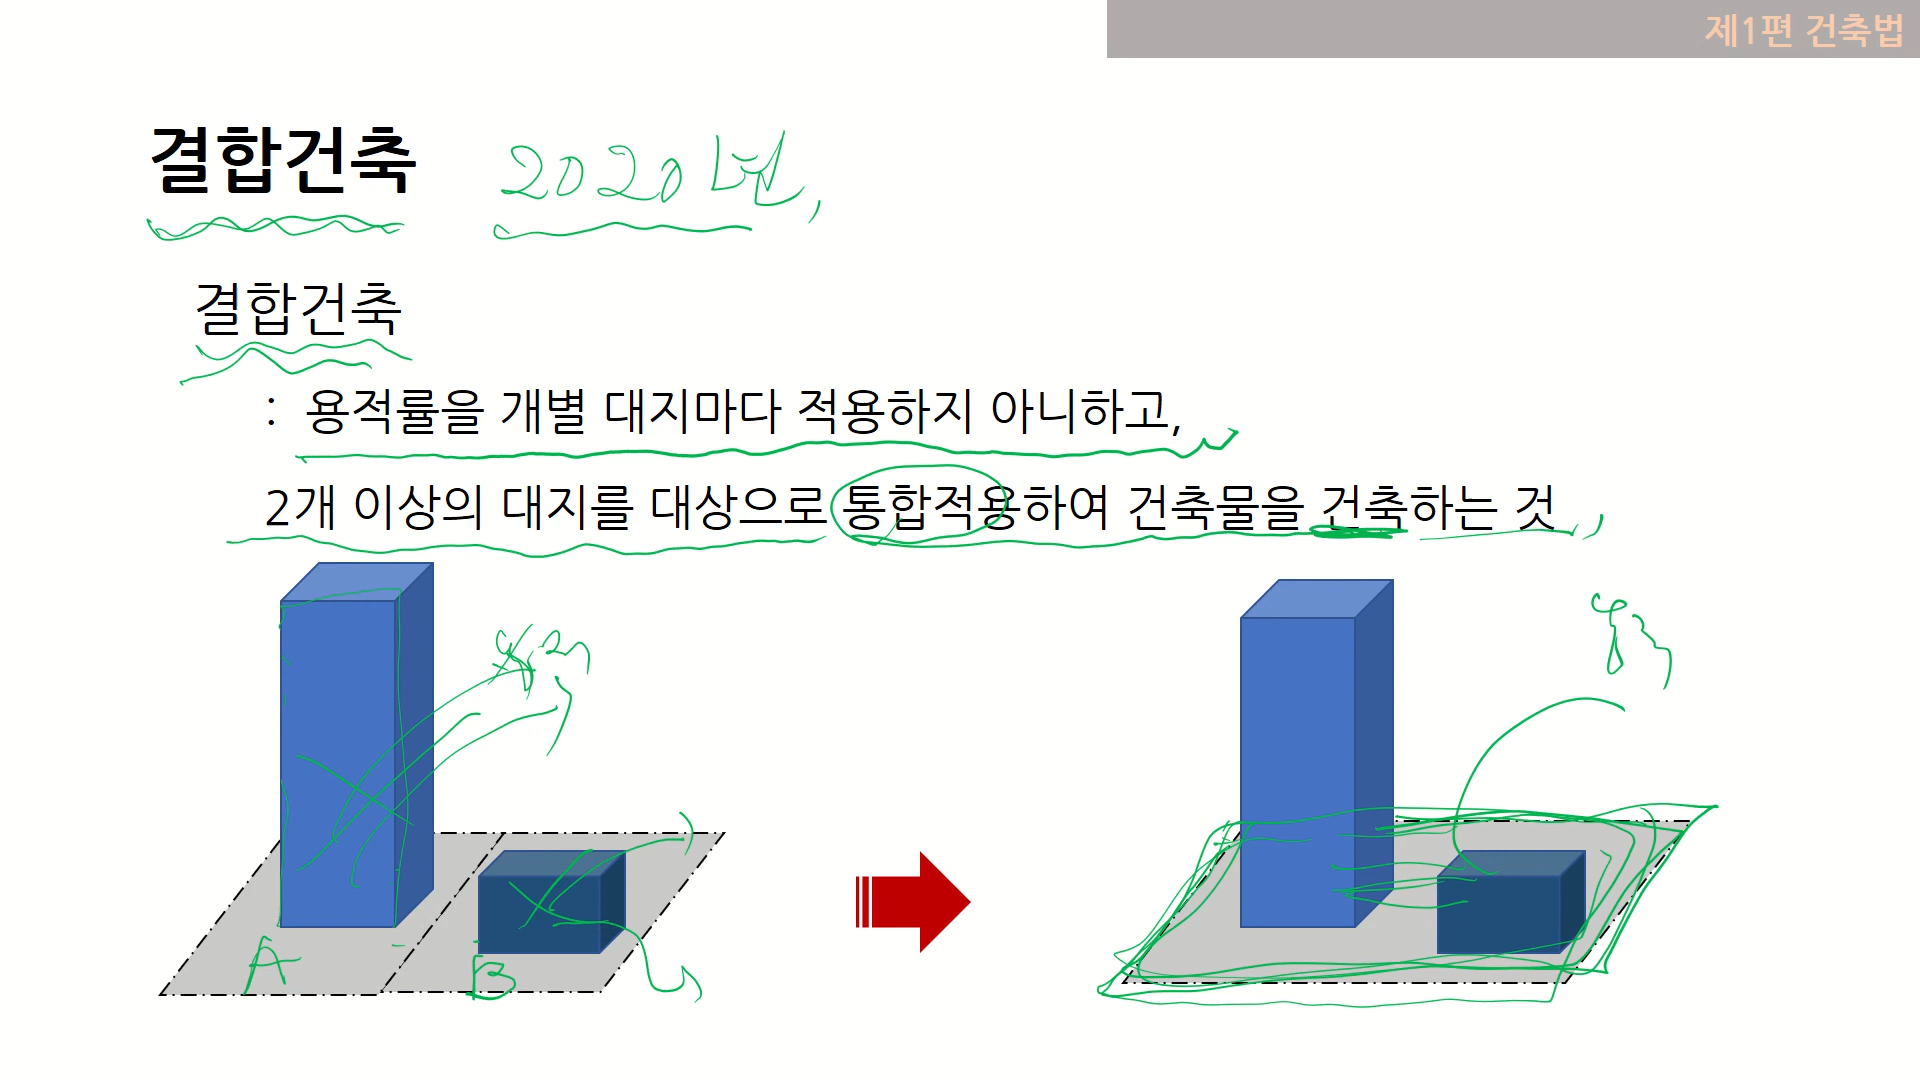 제1편 건축법
결합건축 2020년,
결합건축
: 용적률을 개별 대지마다 적용하지 아니하고,
2개 이상의 대지를 대상으로 통합적용하여 건축물을 건축하는 것
A B